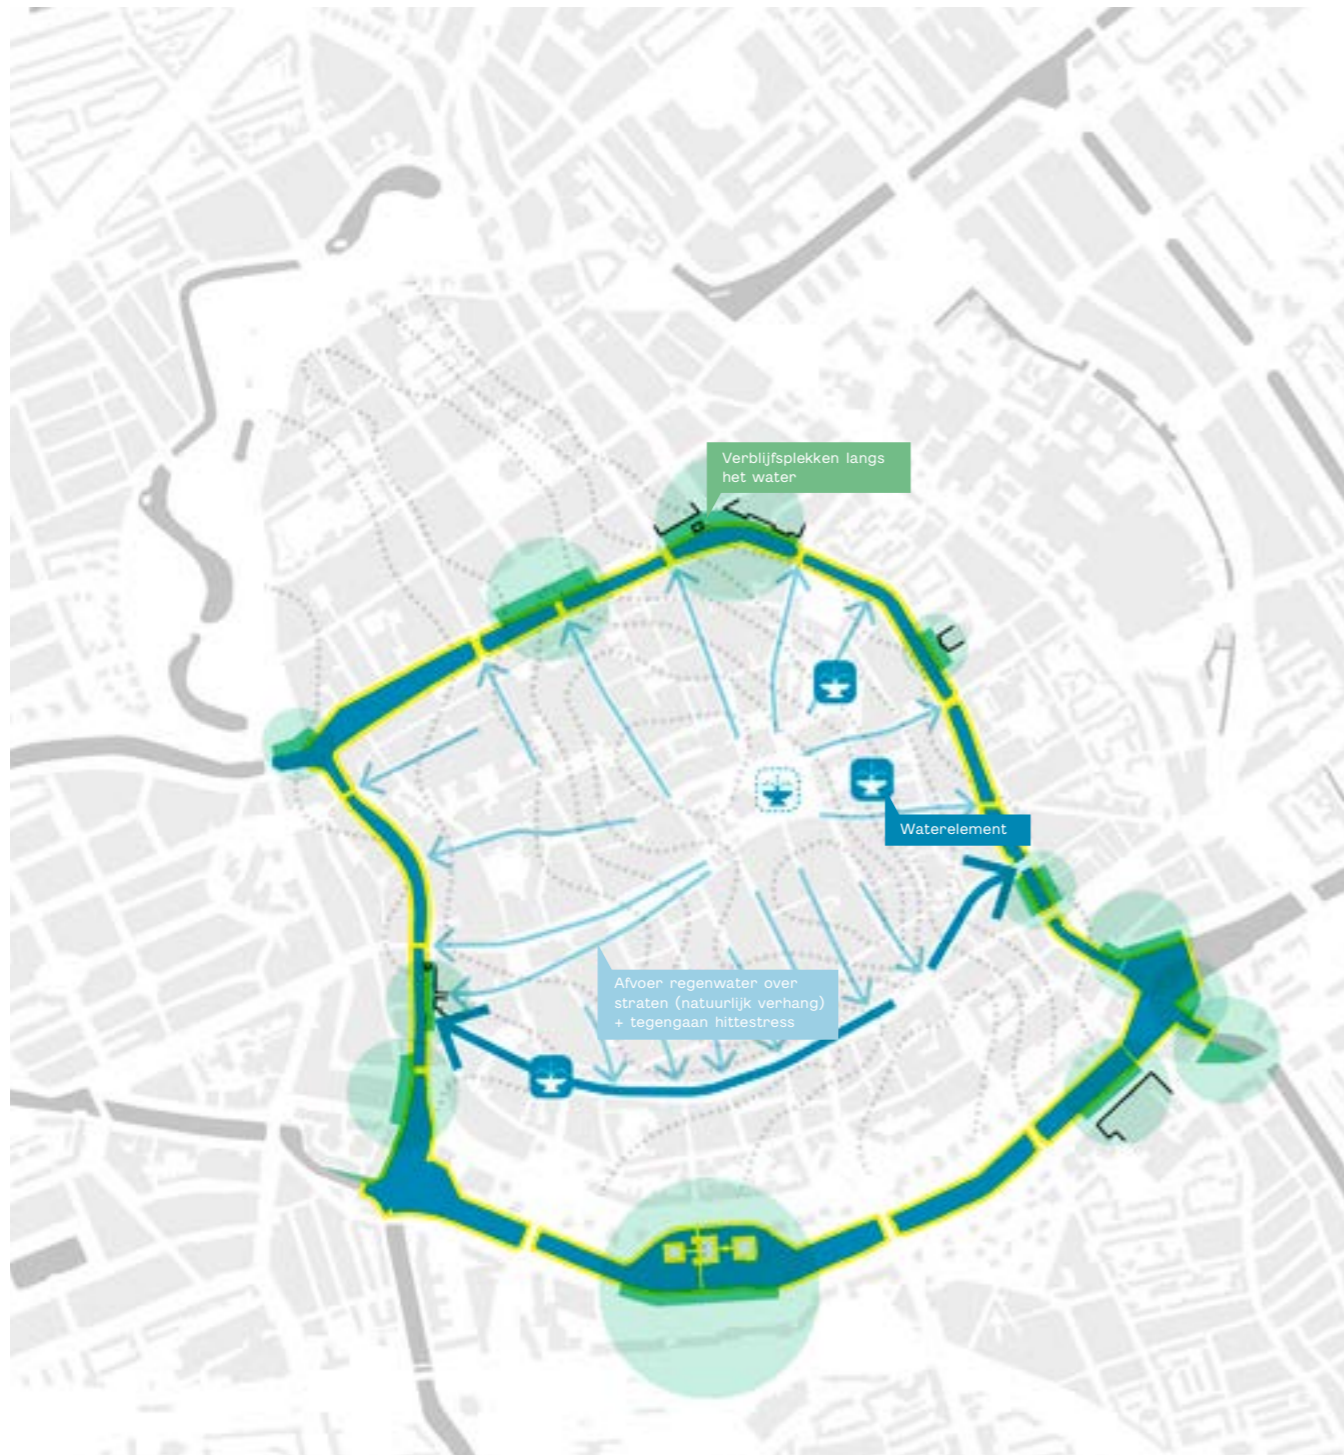 Verblijfsplekken langs
het water
Waterelement
Afvoer regenwater over
straten (natuurlijk verhang)
+ tegengaan hittestress